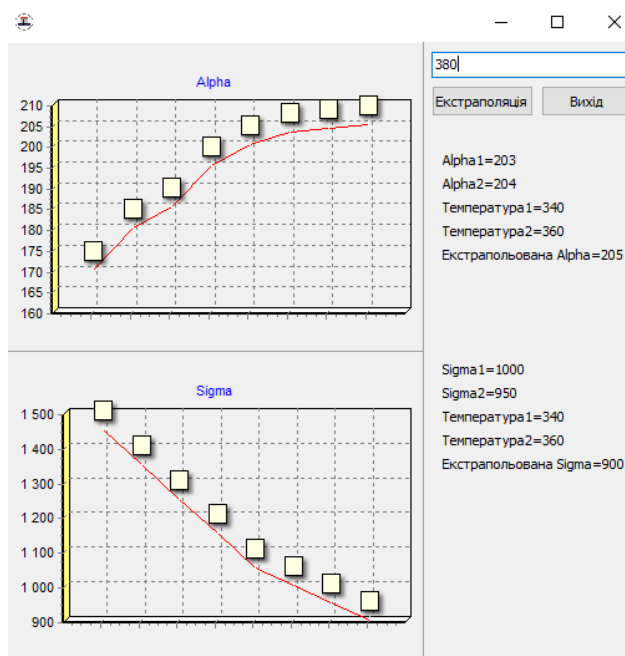 380
Екстраполяція
Вихід
Alpha
210
205
200
195
190
185
180
175
170
165
160
Alpha1=203
Alpha2=204
Температура1=340
Температура2=360
Екстрапольована Alpha=205
Sigma
1 500
1 400
1 300
1 200
1 100
1 000
900
Sigma1=1000
Sigma2=950
Температура1=340
Температура2=360
Екстрапольована Sigma=900